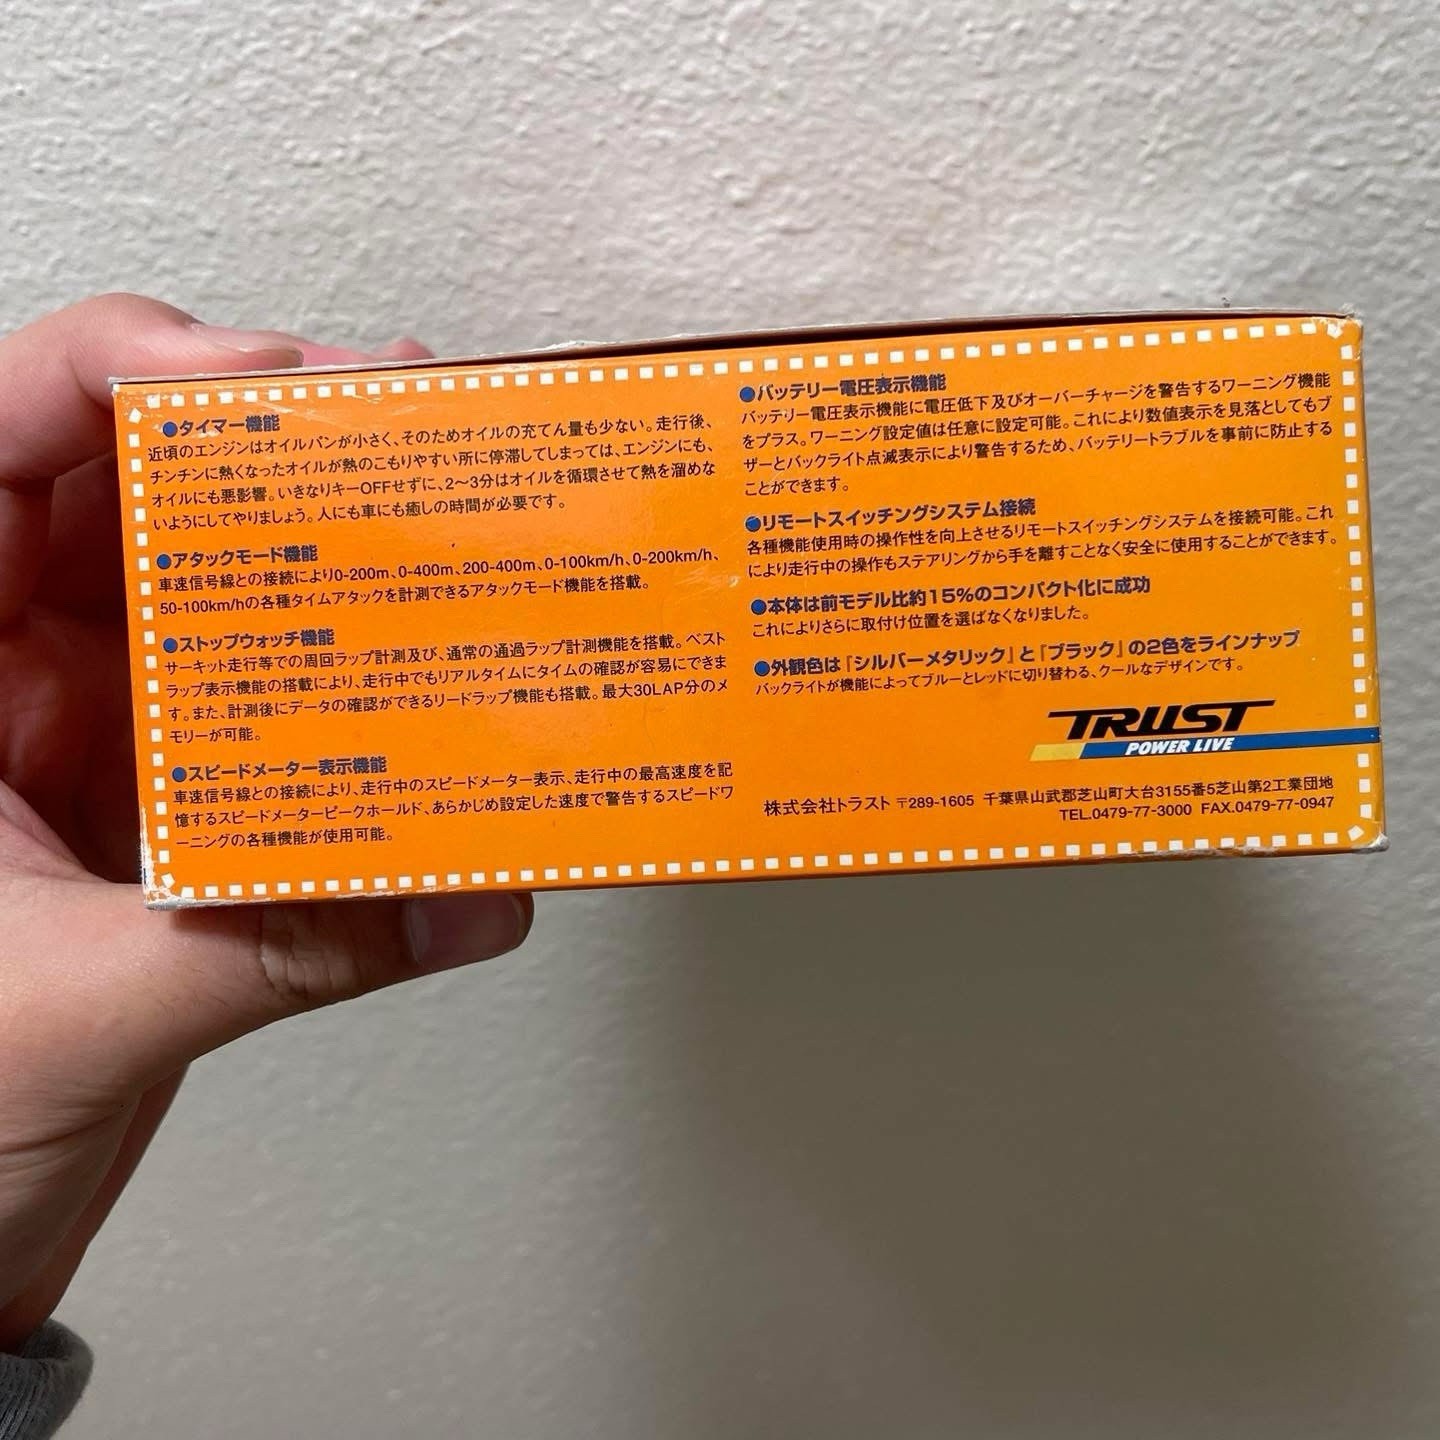 ●タイマー機能
近頃のエンジンはオイルパンが小さく、そのためオイルの充てん量も少ない。走行後、
チンチンに熱くなったオイルが熱のこもりやすい所に停滞してしまっては、エンジンにも、
オイルにも悪影響。いきなりキーOFFせずに、2〜3分はオイルを循環させて熱を溜めな
いようにしてやりましょう。人にも車にも癒しの時間が必要です。
●アタックモード機能
車速信号線との接続により0-200m、0-400m、200-400m、0-100km/h、0-200km/h、
50-100km/hの各種タイムアタックを計測できるアタックモード機能を搭載。
●ストップウォッチ機能
サーキット走行等での周回ラップ計測及び、通常の通過ラップ計測機能を搭載。ベスト
ラップ表示機能の搭載により、走行中でもリアルタイムにタイムの確認が容易にできま
す。また、計測後にデータの確認ができるリードラップ機能も搭載。最大30LAP分のメ
モリーが可能。
●スピードメーター表示機能
車速信号線との接続により、走行中のスピードメーター表示、走行中の最高速度を記
憶するスピードメーターピークホールド、あらかじめ設定した速度で警告するスピードワ
ーニングの各種機能が使用可能。
●バッテリー電圧表示機能
バッテリー電圧表示機能に電圧低下及びオーバーチャージを警告するワーニング機能
をプラス。ワーニング設定値は任意に設定可能。これにより数値表示を見落としてもブ
ザーとバックライト点滅表示により警告するため、バッテリートラブルを事前に防止する
ことができます。
●リモートスイッチングシステム接続
各種機能使用時の操作性を向上させるリモートスイッチングシステムを接続可能。これ
により走行中の操作もステアリングから手を離すことなく安全に使用することができます。
●本体は前モデル比約15%のコンパクト化に成功
これによりさらに取付け位置を選ばなくなりました。
●外観色は『シルバーメタリック』と『ブラック』の2色をラインナップ
バックライトが機能によってブルーとレッドに切り替わる、クールなデザインです。
TRUST
POWER LIVE
株式会社トラスト 〒289-1605 千葉県山武郡芝山町大台3155番5芝山第2工業団地
TEL.0479-77-3000 FAX.0479-77-0947